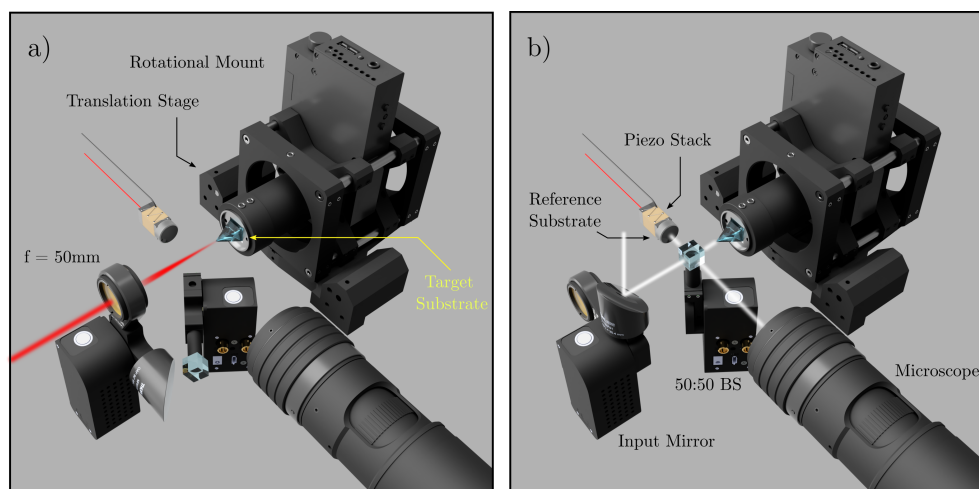 a)
Rotational Mount
Translation Stage
f = 50mm
Target
Substrate
b)
Piezo Stack
Reference
Substrate
Microscope
50:50 BS
Input Mirror